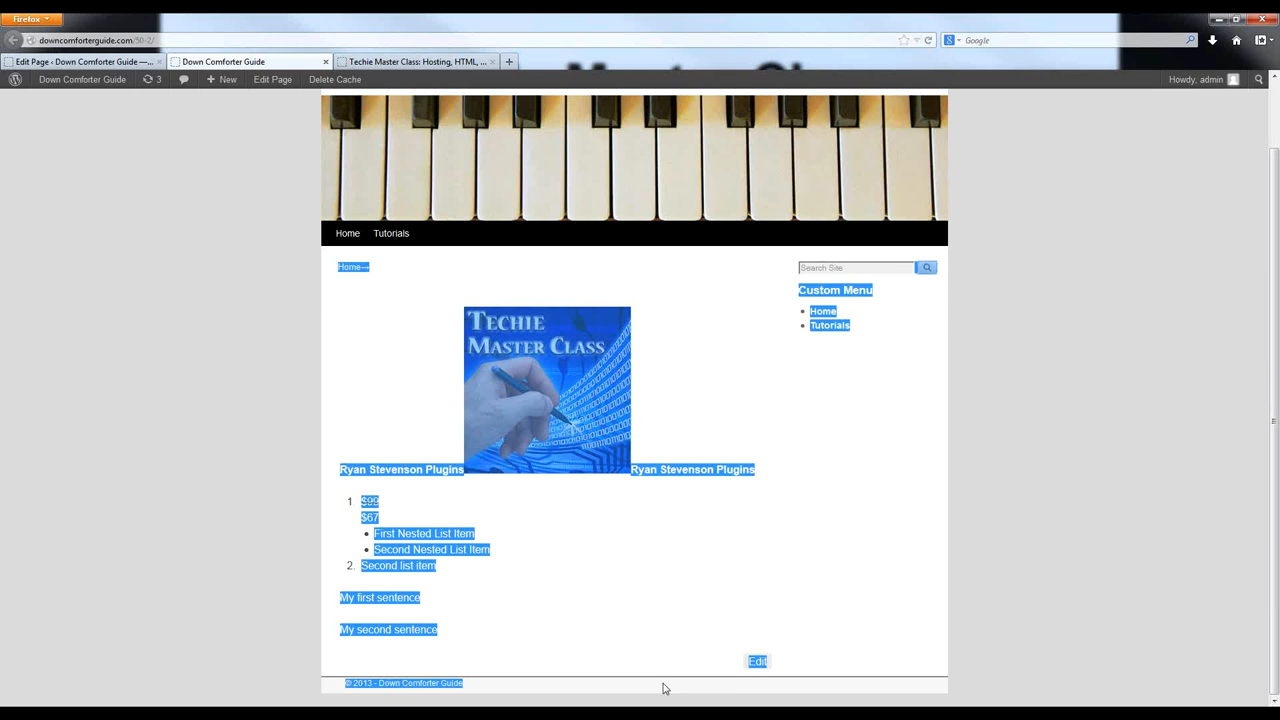 Firefox
downcomforterguide.com/50-2/
Google
Edit Page ‹ Down Comforter Guide —...
Down Comforter Guide
Techie Master Class: Hosting, HTML, ...
Down Comforter Guide
3
New
Edit Page
Delete Cache
Howdy, admin
Home
Tutorials
Home→
Search Site
Custom Menu
Home
Tutorials
TECHIE
MASTER CLASS
Ryan Stevenson Plugins
Ryan Stevenson Plugins
1 $99
$67
First Nested List Item
Second Nested List Item
2. Second list item
My first sentence
My second sentence
Edit
© 2013 - Down Comforter Guide